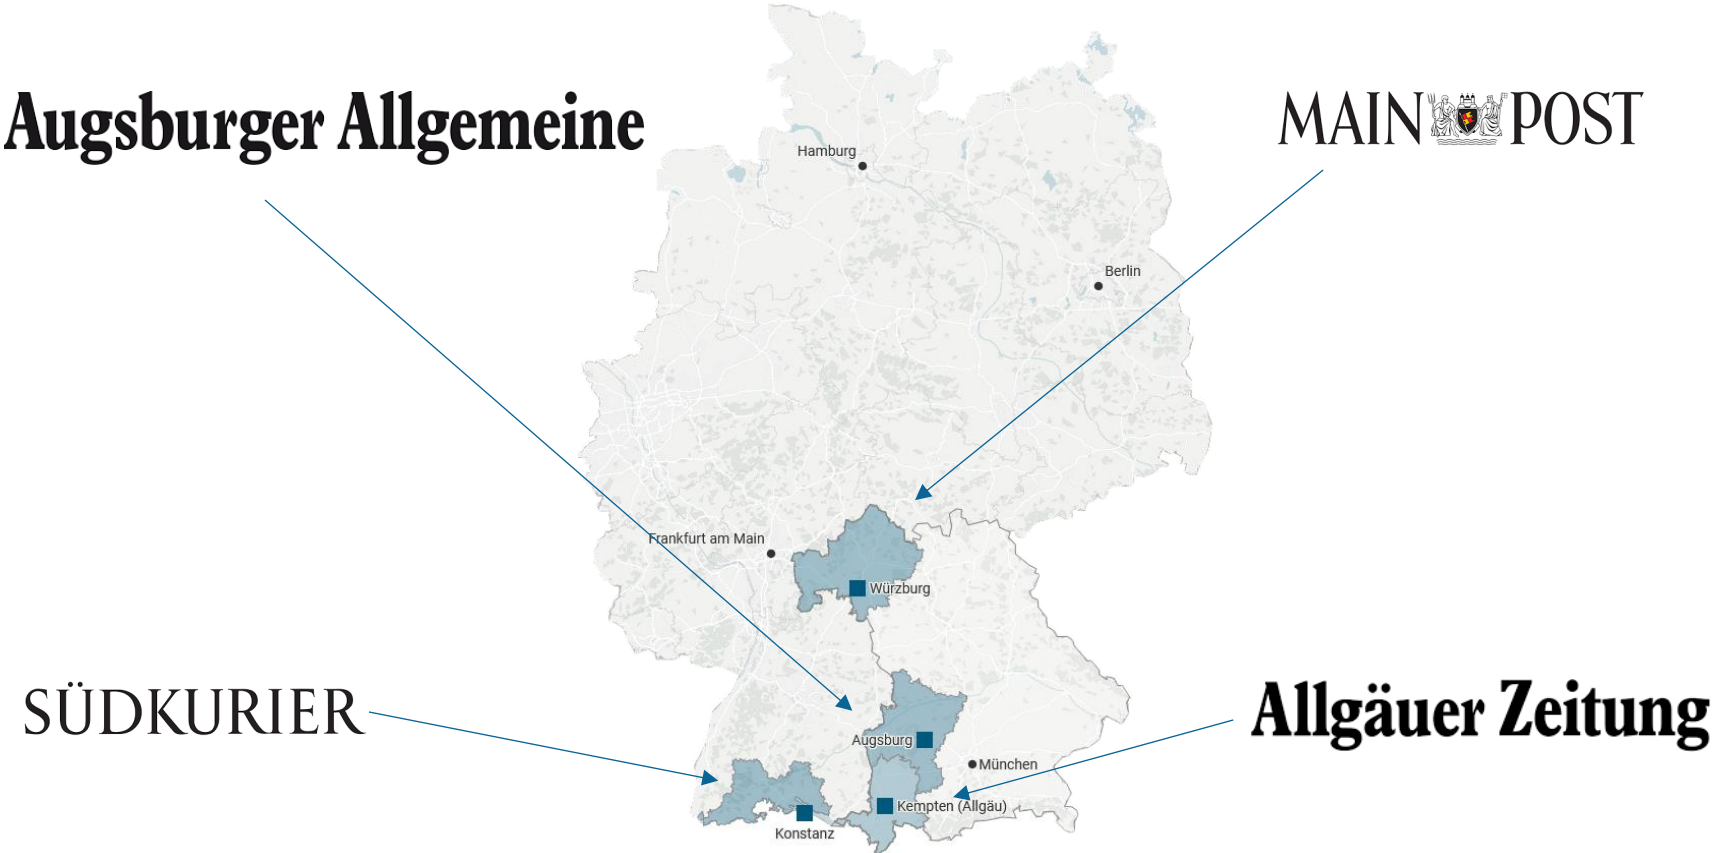 Augsburger Allgemeine
MAIN POST
Hamburg
Berlin
Frankfurt am Main
Würzburg
SÜDKURIER
Allgäuer Zeitung
Augsburg
München
Kempten (Allgäu)
Konstanz